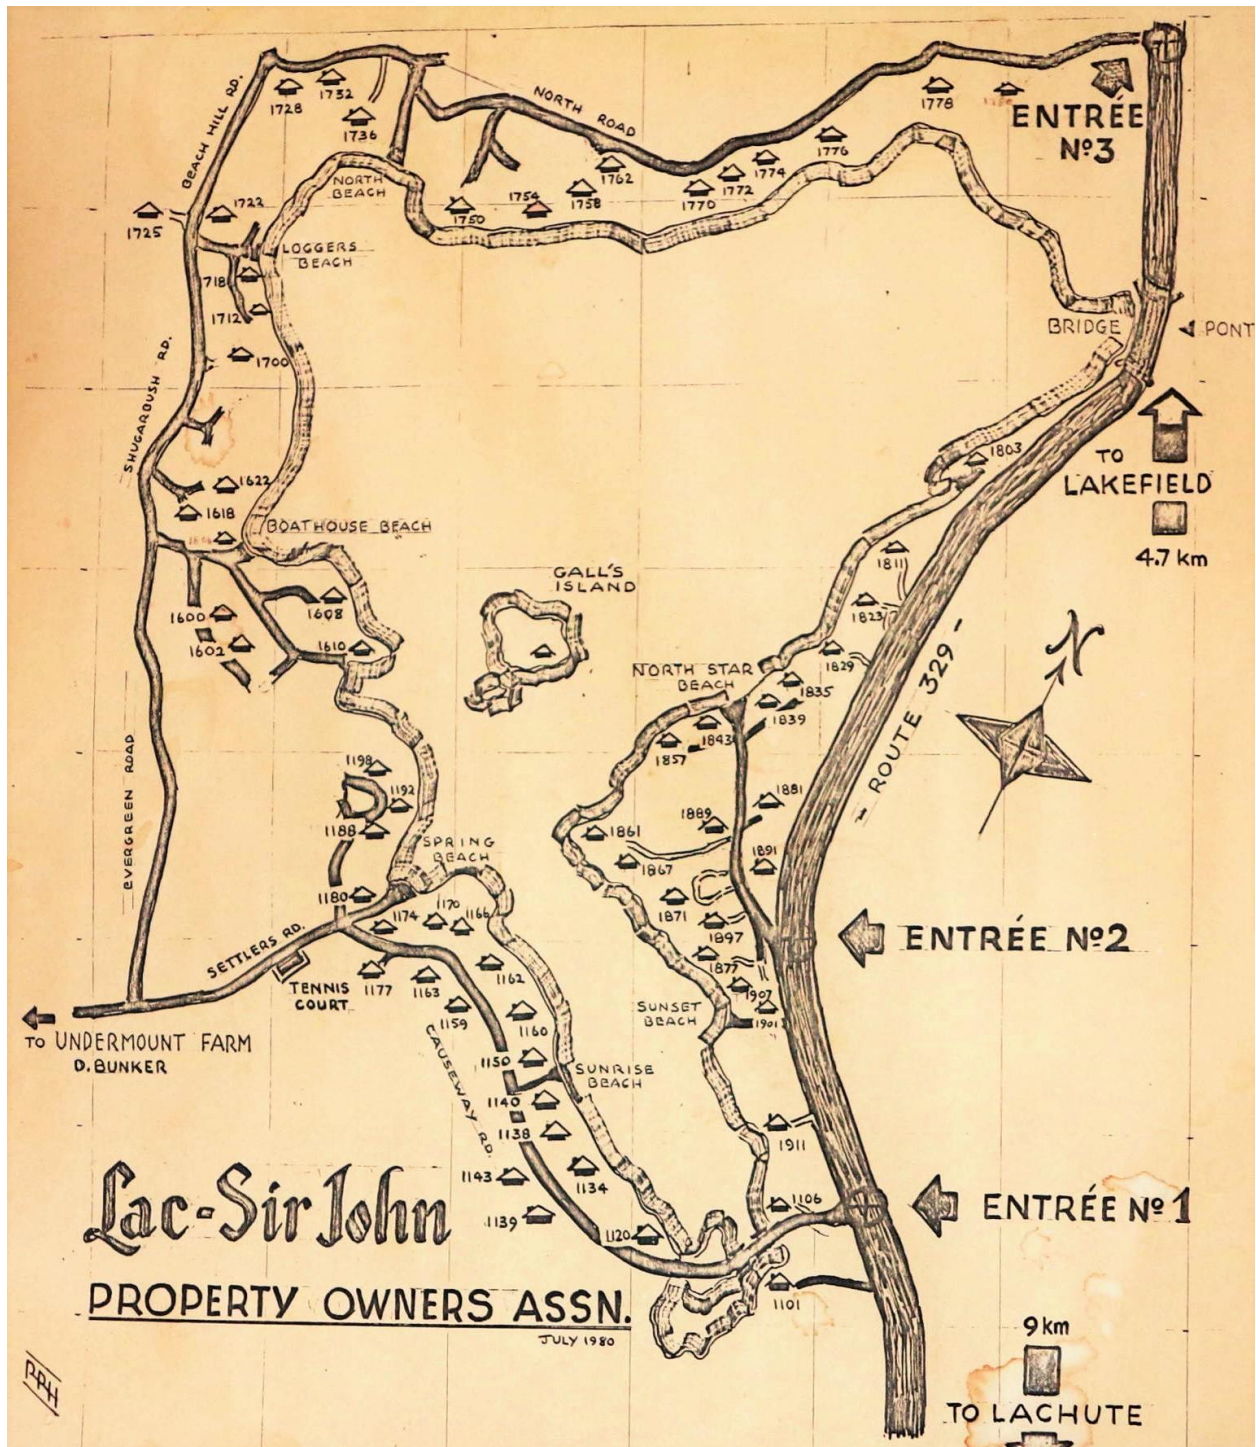 BEACH HILL RD.
1728
1732
1736
NORTH ROAD
1778
ENTRÉE
Nº3
1776
1774
1772
1770
1762
1758
1754
1750
NORTH
BEACH
1722
1725
LOGGERS
BEACH
718
1712
1700
BRIDGE
PONT
SHUGARBUSH RD.
TO
LAKEFIELD
4.7 km
1803
1622
1618
BOATHOUSE BEACH
1811
GALL'S
ISLAND
1608
1600
1602
1610
1823
1829
NORTH STAR
BEACH
1835
1839
1843
1857
- ROUTE 329 -
N
EVERGREEN ROAD
1198
1192
1188
1881
1889
1861
1867
1891
SPRING
BEACH
1180
1174
1170
1166
1871
1897
ENTRÉE Nº2
SETTLERS RD.
TENNIS
COURT
1177
1163
1162
1159
1160
1877
1907
1901
SUNSET
BEACH
TO UNDERMOUNT FARM
D. BUNKER
CAUSEWAY RD.
1150
SUNRISE
BEACH
1140
1138
1911
1143
1134
1139
1120
1106
ENTRÉE Nº1
Lac-Sir John
PROPERTY OWNERS ASSN.
JULY 1980
1101
9 km
TO LACHUTE
RPH